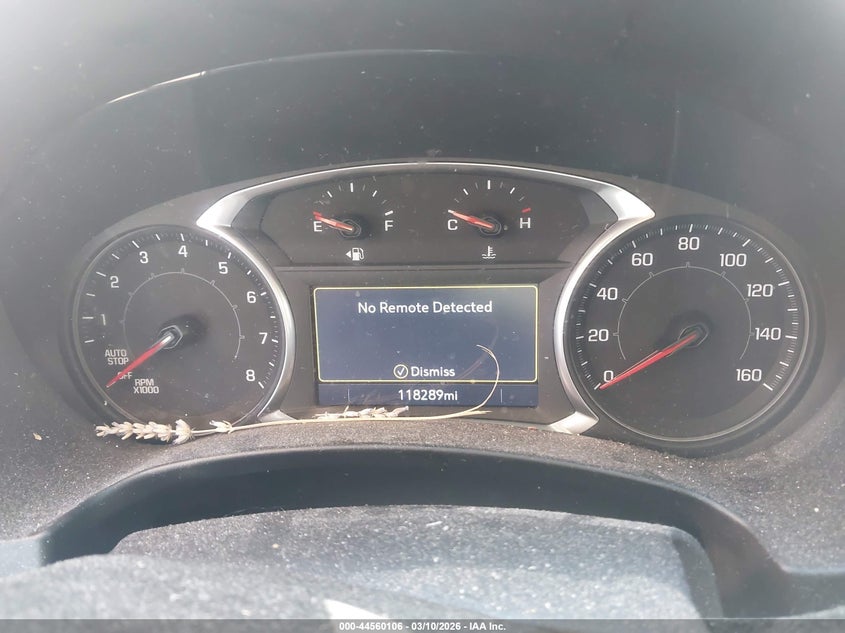 E F
C H
1 2 3 4 5 6 7 8
AUTO
STOP
OFF
RPM
X1000
No Remote Detected
Dismiss
118289mi
0 20 40 60 80 100 120 140 160
000-44560106 - 03/10/2026 - IAA Inc.